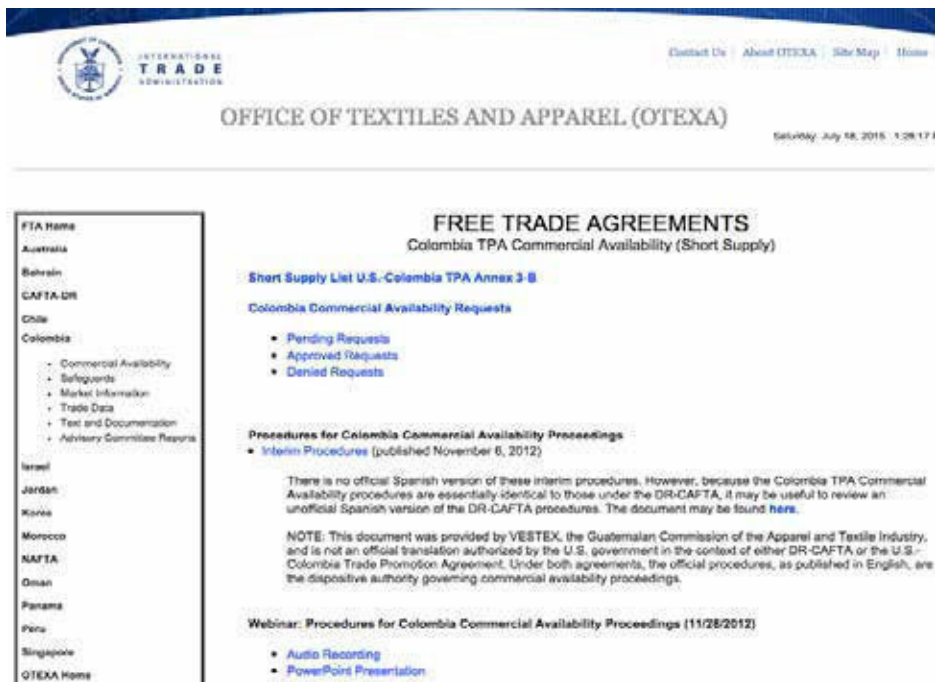 INTERNATIONAL
TRADE
ADMINISTRATION
Contact Us | About OTEXA | Site Map | Home
OFFICE OF TEXTILES AND APPAREL (OTEXA)
Saturday, July 18, 2015
FTA Home
Australia
Bahrain
CAFTA-DR
Chile
Colombia
• Commercial Availability
• Safeguards
• Market Information
• Trade Data
• Text and Documentation
• Advisory Committee Reports
Israel
Jordan
Korea
Morocco
NAFTA
Oman
Panama
Peru
Singapore
OTEXA Home
FREE TRADE AGREEMENTS
Colombia TPA Commercial Availability (Short Supply)
Short Supply List U.S.-Colombia TPA Annex 3-B
Colombia Commercial Availability Requests
• Pending Requests
• Approved Requests
• Denied Requests
Procedures for Colombia Commercial Availability Proceedings
• Interim Procedures (published November 6, 2012)
There is no official Spanish version of these interim procedures. However, because the Colombia TPA Commercial
Availability procedures are essentially identical to those under the DR-CAFTA, it may be useful to review an
unofficial Spanish version of the DR-CAFTA procedures. The document may be found here.
NOTE: This document was provided by VESTEX, the Guatemalan Commission of the Apparel and Textile Industry,
and is not an official translation authorized by the U.S. government in the context of either DR-CAFTA or the U.S.-
Colombia Trade Promotion Agreement. Under both agreements, the official procedures, as published in English, are
the dispositive authority governing commercial availability proceedings.
Webinar: Procedures for Colombia Commercial Availability Proceedings (11/28/2012)
• Audio Recording
• PowerPoint Presentation